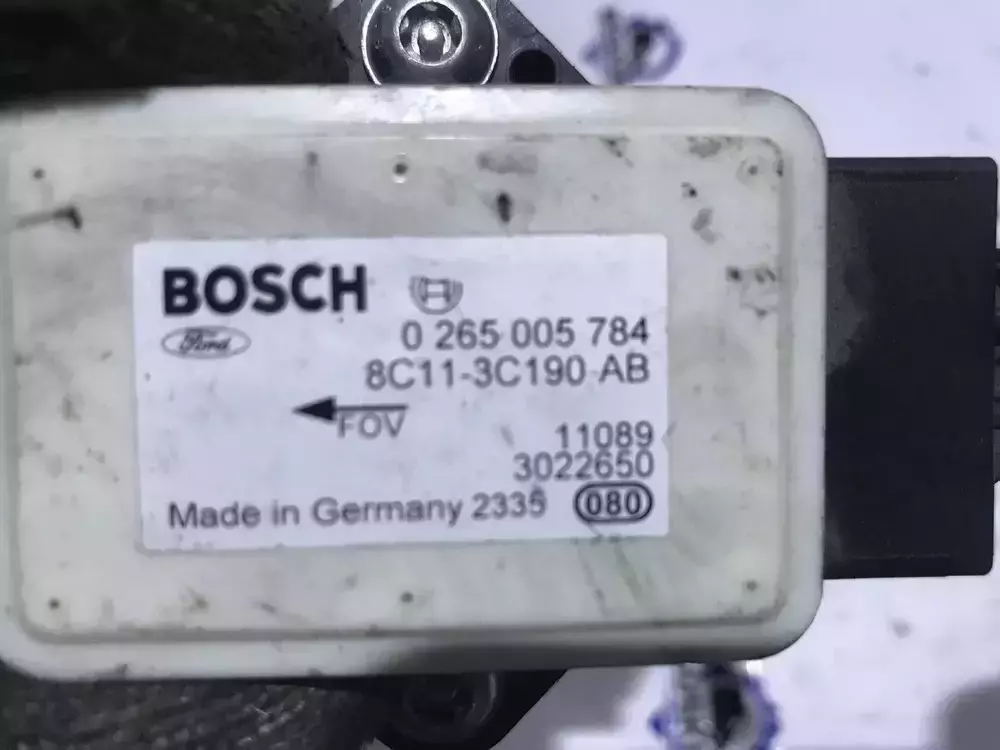 BOSCH
Ford
0 265 005 784
8C11-3C190-AB
FOV
11089
3022650
Made in Germany 2335 080